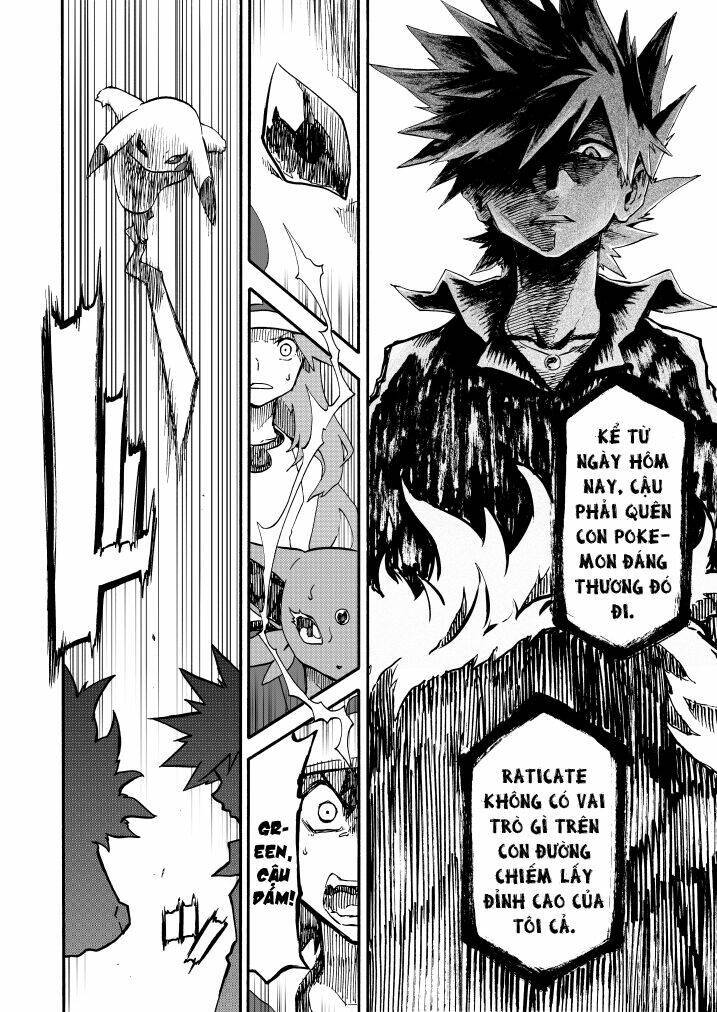 KỂ TỪ
NGÀY HÔM
NAY, CẬU
PHẢI QUÊN
CON POKE-
MON ĐÁNG
THƯƠNG ĐÓ
ĐI.
RATICATE
KHÔNG CÓ VAI
TRÒ GÌ TRÊN
CON ĐƯỜNG
CHIẾM LẤY
ĐỈNH CAO CỦA
TÔI CẢ.
GR-
EEN,
CẬU
DÁM!